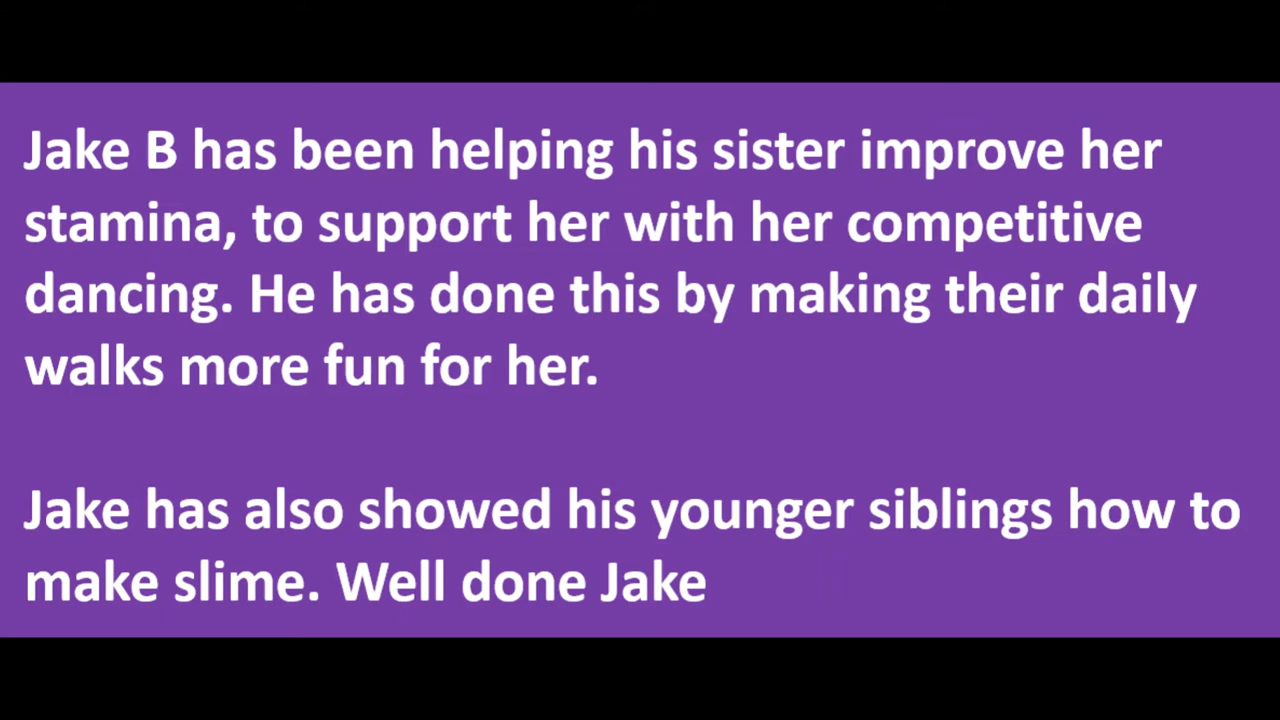 Jake B has been helping his sister improve her
stamina, to support her with her competitive
dancing. He has done this by making their daily
walks more fun for her.
Jake has also showed his younger siblings how to
make slime. Well done Jake